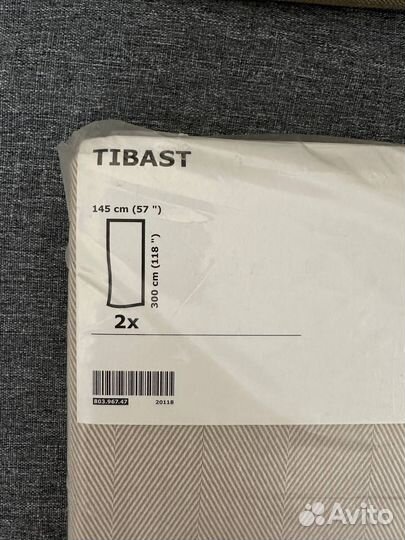 TIBAST
145 cm (57 ")
300 cm (118 ")
2x
803.967.47 20118
Avito